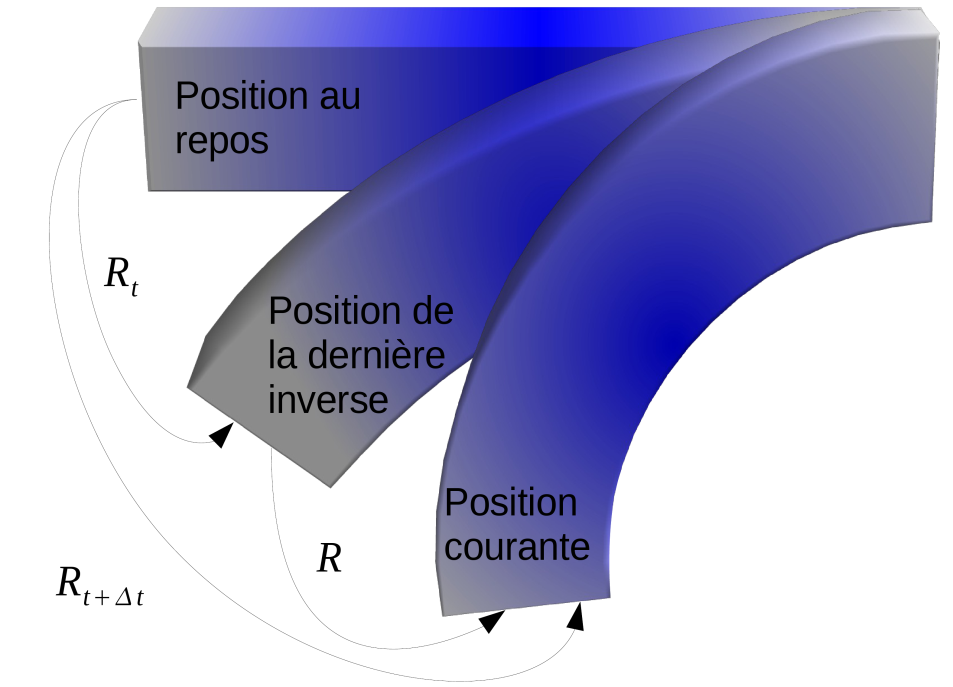 Position au
repos
R_t
Position de
la dernière
inverse
Position
courante
R
R_{t+Δt}